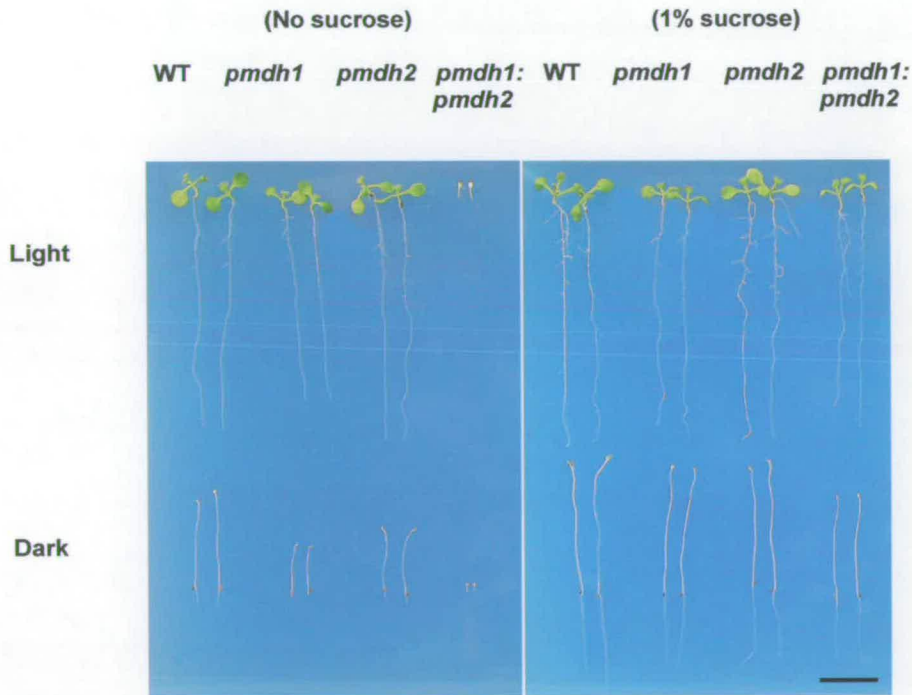 (No sucrose) (1% sucrose)
WT pmdh1 pmdh2 pmdh1: WT pmdh1 pmdh2 pmdh1:
pmdh2 pmdh2
Light
Dark